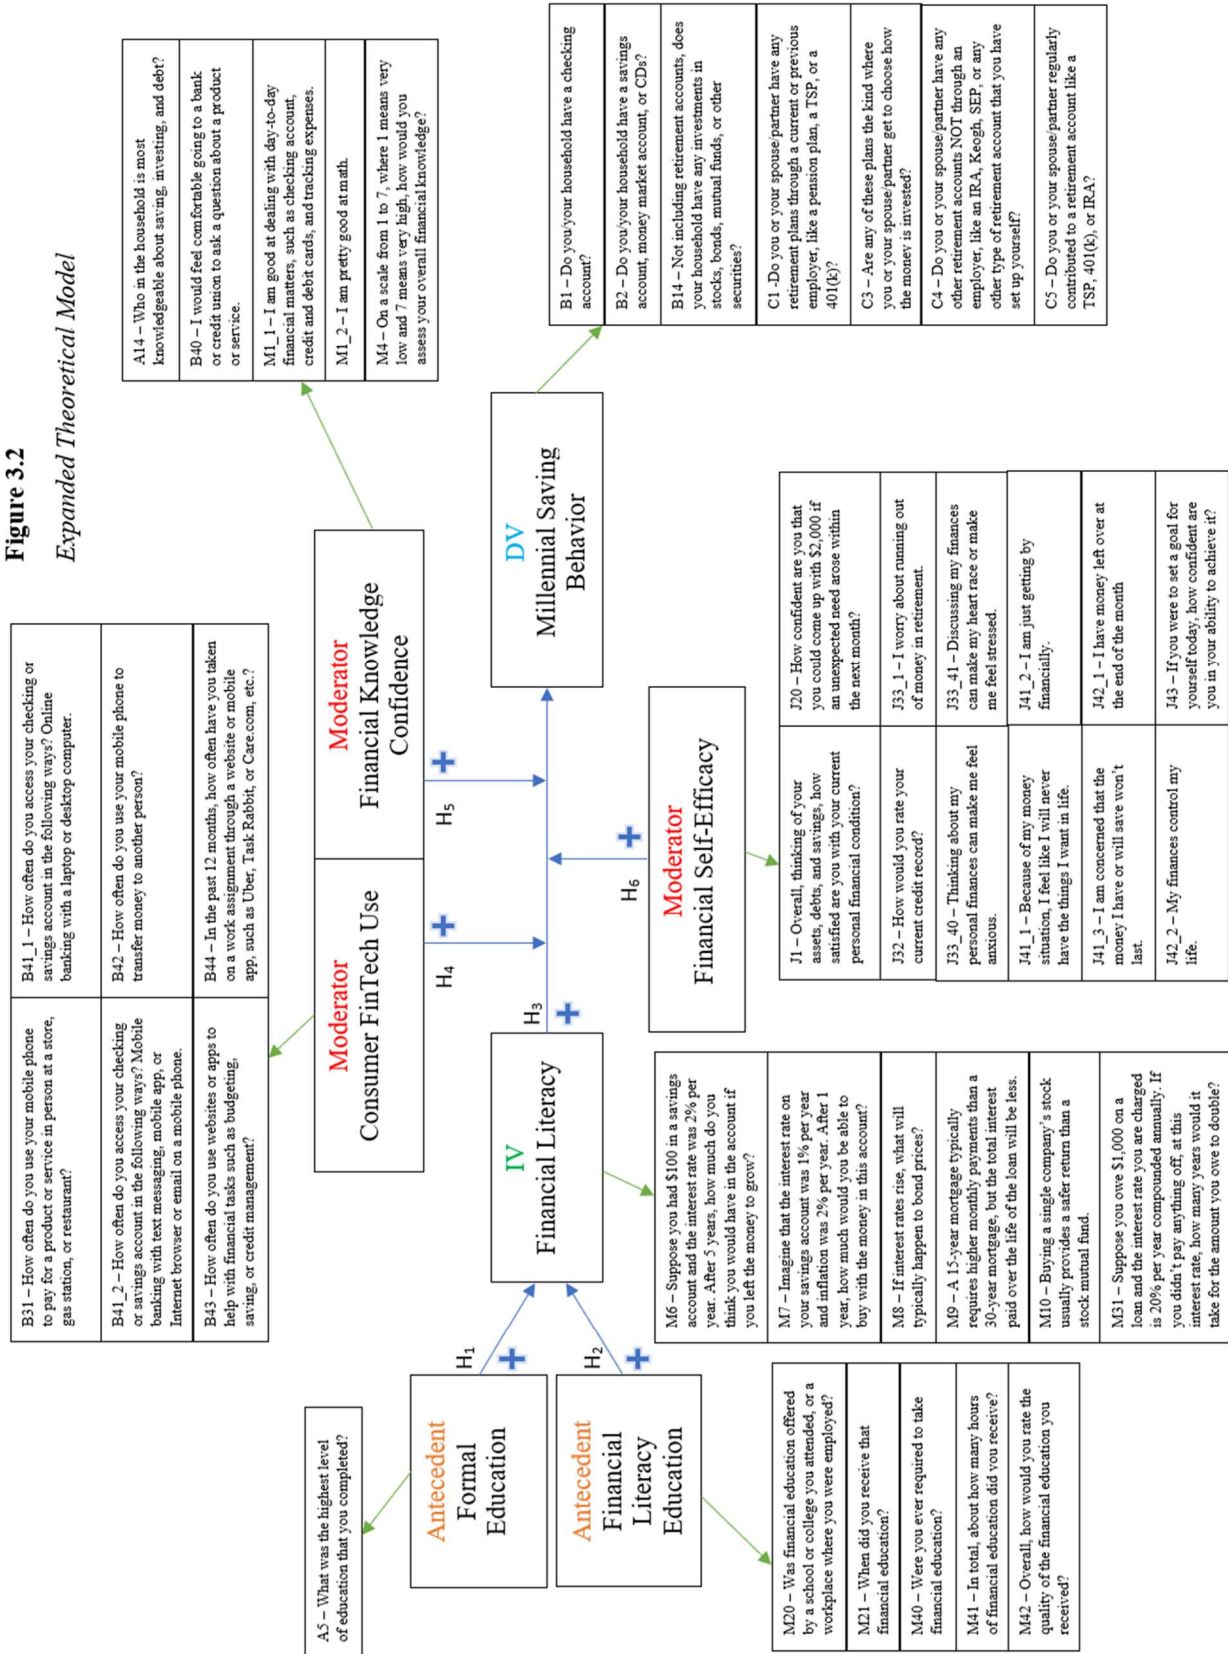 Figure 3.2
Expanded Theoretical Model
B31 – How often do you use your mobile phone
to pay for a product or service in person at a store,
gas station, or restaurant?
B41_1 – How often do you access your checking or
savings account in the following ways? Online
banking with a laptop or desktop computer.
B41_2 – How often do you access your checking
or savings account in the following ways? Mobile
banking with text messaging, mobile app, or
Internet browser or email on a mobile phone.
B42 – How often do you use your mobile phone to
transfer money to another person?
B43 – How often do you use websites or apps to
help with financial tasks such as budgeting,
saving, or credit management?
B44 – In the past 12 months, how often have you taken
on a work assignment through a website or mobile
app, such as Uber, Task Rabbit, or Care.com, etc.?
A14 – Who in the household is most
knowledgeable about saving, investing, and debt?
B40 – I would feel comfortable going to a bank
or credit union to ask a question about a product
or service.
M1_1 – I am good at dealing with day-to-day
financial matters, such as checking account,
credit and debit cards, and tracking expenses.
M1_2 – I am pretty good at math.
M4 – On a scale from 1 to 7, where 1 means very
low and 7 means very high, how would you
assess your overall financial knowledge?
A5 – What was the highest level
of education that you completed?
Moderator
Consumer FinTech Use
Moderator
Financial Knowledge
Confidence
Antecedent
Formal
Education
H1
+
H4
+
H5
+
IV
Financial Literacy
H3
+
DV
Millennial Saving
Behavior
Antecedent
Financial
Literacy
Education
H2
+
H6
+
Moderator
Financial Self-Efficacy
B1 – Do you/your household have a checking
account?
B2 – Do you/your household have a savings
account, money market account, or CDs?
B14 – Not including retirement accounts, does
your household have any investments in
stocks, bonds, mutual funds, or other
securities?
C1 -Do you or your spouse/partner have any
retirement plans through a current or previous
employer, like a pension plan, a TSP, or a
401(k)?
C3 – Are any of these plans the kind where
you or your spouse/partner get to choose how
the money is invested?
C4 – Do you or your spouse/partner have any
other retirement accounts NOT through an
employer, like an IRA, Keogh, SEP, or any
other type of retirement account that you have
set up yourself?
C5 – Do you or your spouse/partner regularly
contributed to a retirement account like a
TSP, 401(k), or IRA?
M20 – Was financial education offered
by a school or college you attended, or a
workplace where you were employed?
M21 – When did you receive that
financial education?
M40 – Were you ever required to take
financial education?
M41 – In total, about how many hours
of financial education did you receive?
M42 – Overall, how would you rate the
quality of the financial education you
received?
M6 – Suppose you had $100 in a savings
account and the interest rate was 2% per
year. After 5 years, how much do you
think you would have in the account if
you left the money to grow?
M7 – Imagine that the interest rate on
your savings account was 1% per year
and inflation was 2% per year. After 1
year, how much would you be able to
buy with the money in this account?
M8 – If interest rates rise, what will
typically happen to bond prices?
M9 – A 15-year mortgage typically
requires higher monthly payments than a
30-year mortgage, but the total interest
paid over the life of the loan will be less.
M10 – Buying a single company's stock
usually provides a safer return than a
stock mutual fund.
M31 – Suppose you owe $1,000 on a
loan and the interest rate you are charged
is 20% per year compounded annually. If
you didn't pay anything off, at this
interest rate, how many years would it
take for the amount you owe to double?
J1 – Overall, thinking of your
assets, debts, and savings, how
satisfied are you with your current
personal financial condition?
J20 – How confident are you that
you could come up with $2,000 if
an unexpected need arose within
the next month?
J32 – How would you rate your
current credit record?
J33_1 – I worry about running out
of money in retirement.
J33_40 – Thinking about my
personal finances can make me feel
anxious.
J33_41 – Discussing my finances
can make my heart race or make
me feel stressed.
J41_1 – Because of my money
situation, I feel like I will never
have the things I want in life.
J41_2 – I am just getting by
financially.
J41_3 – I am concerned that the
money I have or will save won't
last.
J42_1 – I have money left over at
the end of the month
J42_2 – My finances control my
life.
J43 – If you were to set a goal for
yourself today, how confident are
you in your ability to achieve it?